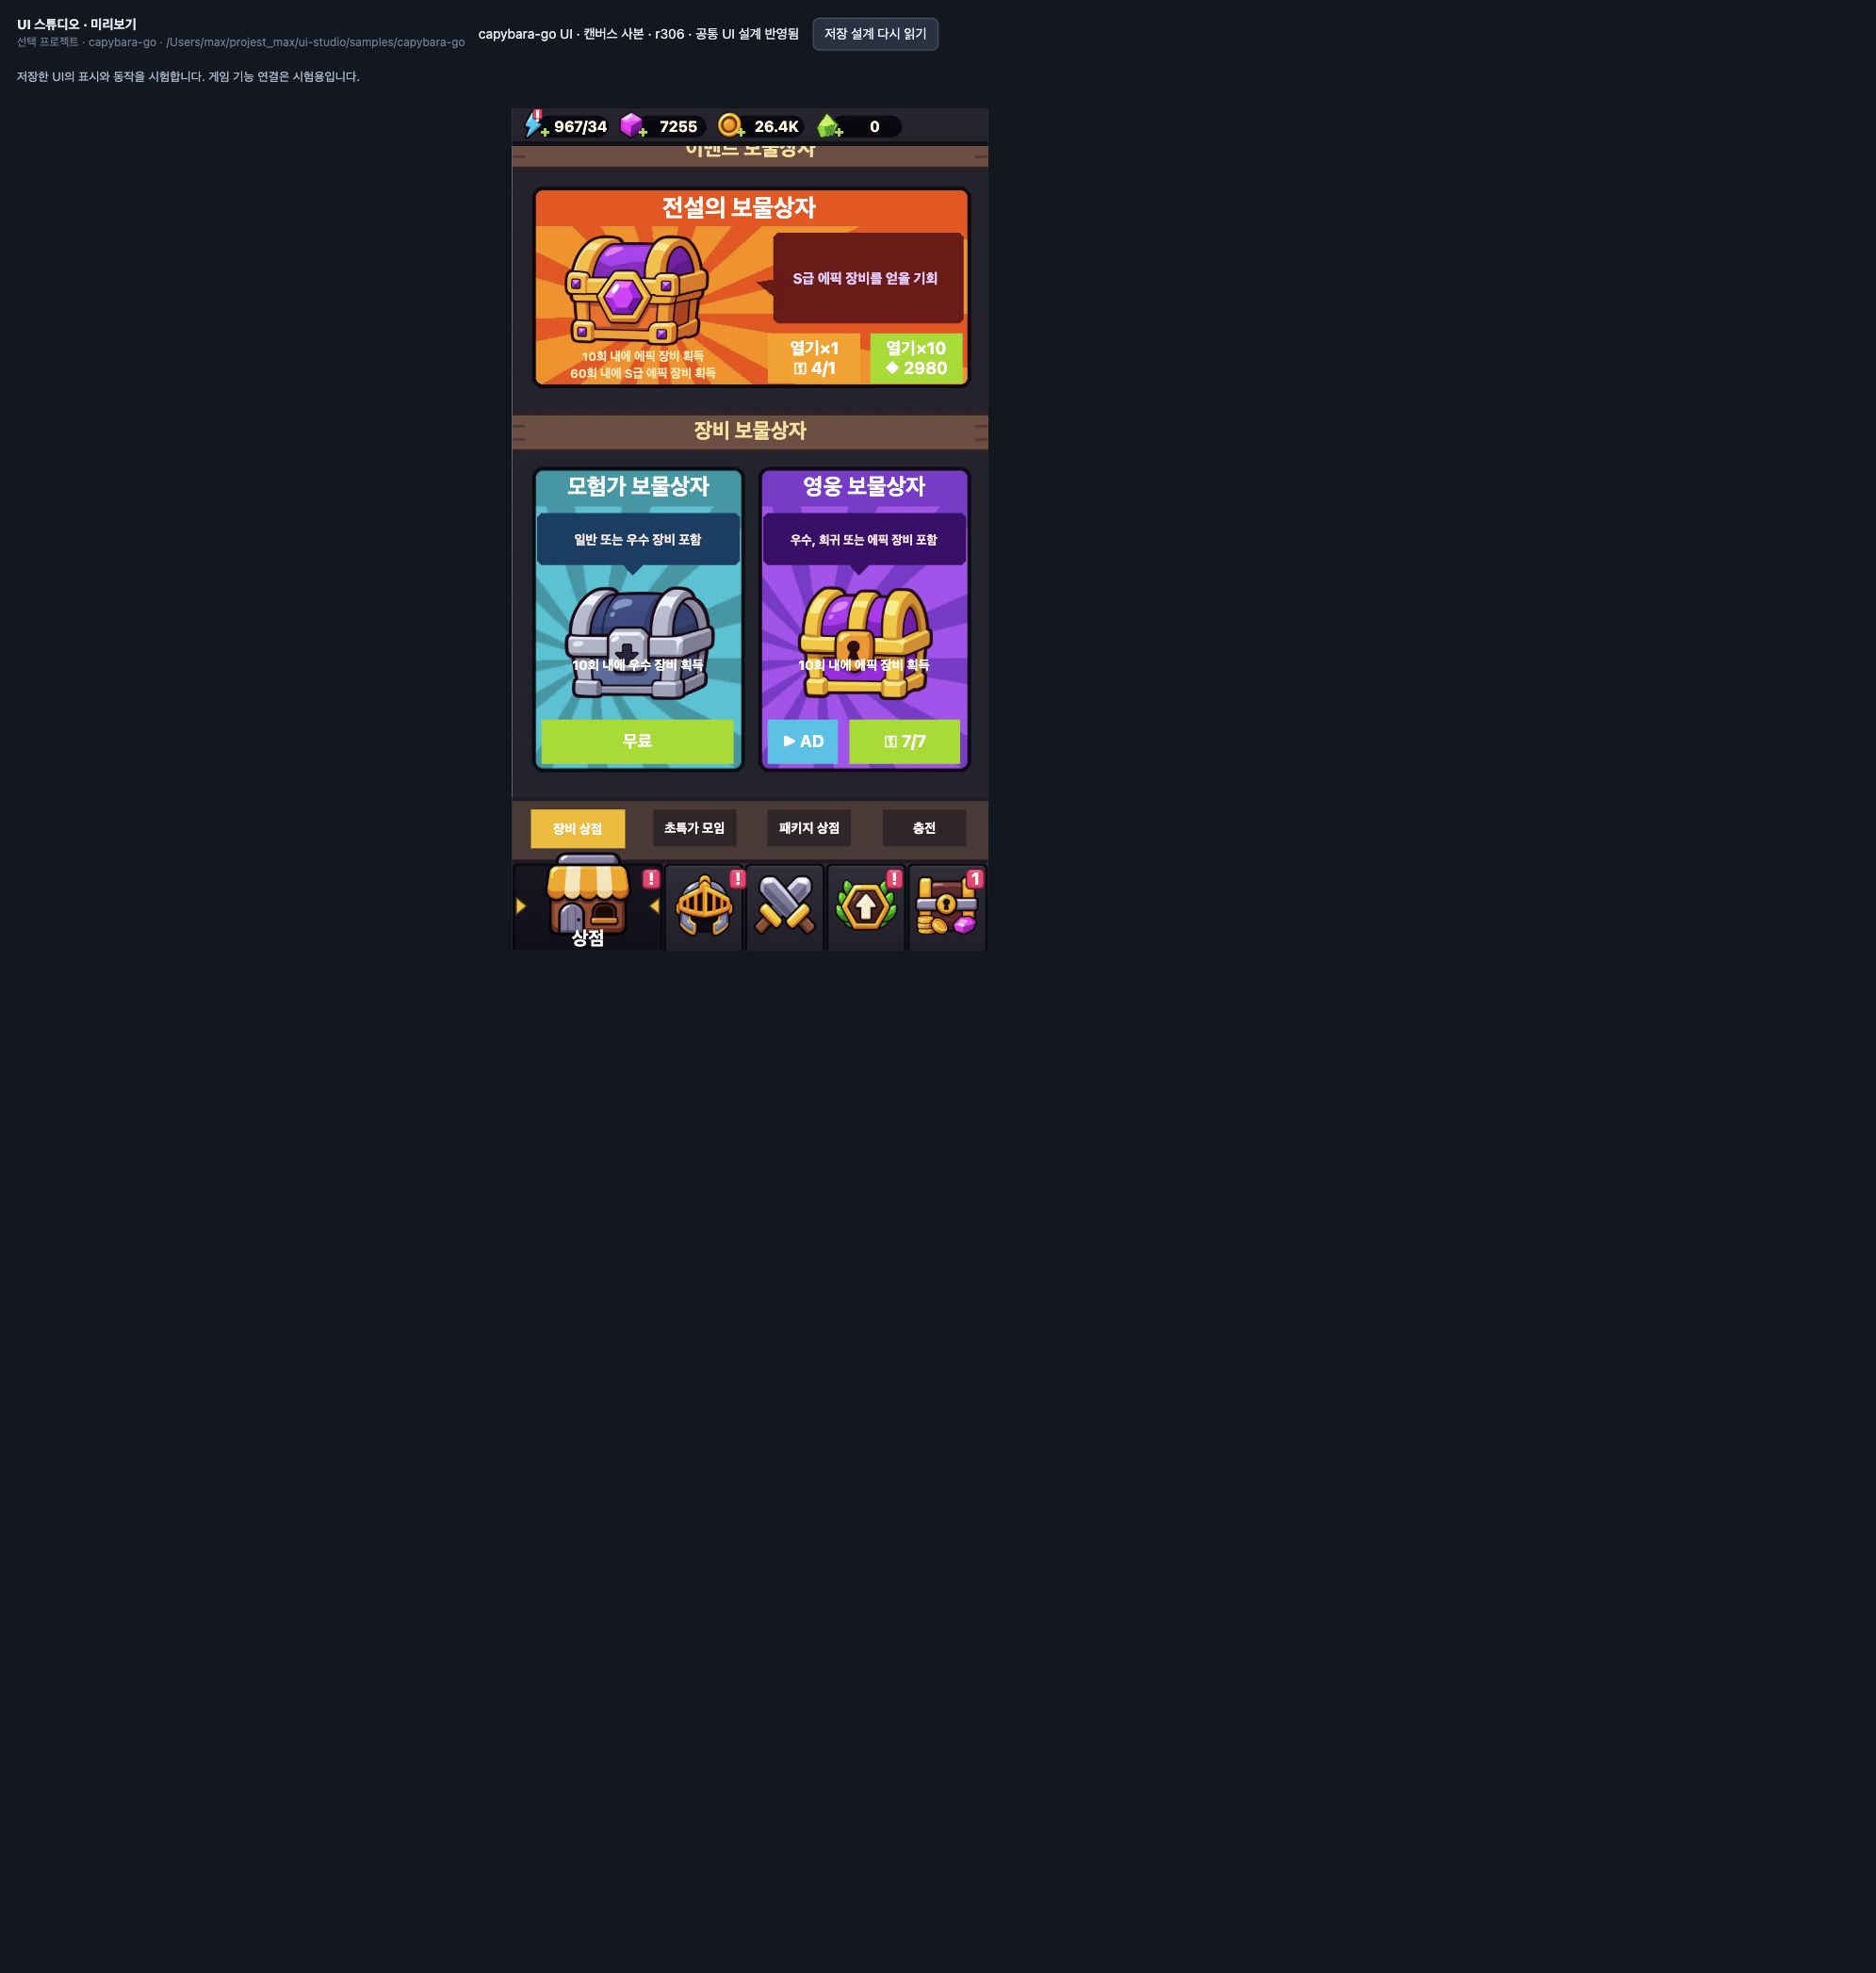 UI 스튜디오 · 미리보기
선택 프로젝트 · capybara-go · /Users/max/projest_max/ui-studio/samples/capybara-go
capybara-go UI · 캔버스 사본 · r306 · 공통 UI 설계 반영됨
저장 설계 다시 읽기
저장한 UI의 표시와 동작을 시험합니다. 게임 기능 연결은 시험용입니다.
967/34
7255
26.4K
0
이벤트 보물상자
전설의 보물상자
S급 에픽 장비를 얻을 기회
10회 내에 에픽 장비 획득
60회 내에 S급 에픽 장비 획득
열기×1
4/1
열기×10
◆ 2980
장비 보물상자
모험가 보물상자
일반 또는 우수 장비 포함
10회 내에 우수 장비 획득
무료
영웅 보물상자
우수, 희귀 또는 에픽 장비 포함
10회 내에 에픽 장비 획득
▶ AD
7/7
장비 상점
초특가 모임
패키지 상점
충전
!
!
!
1
상점